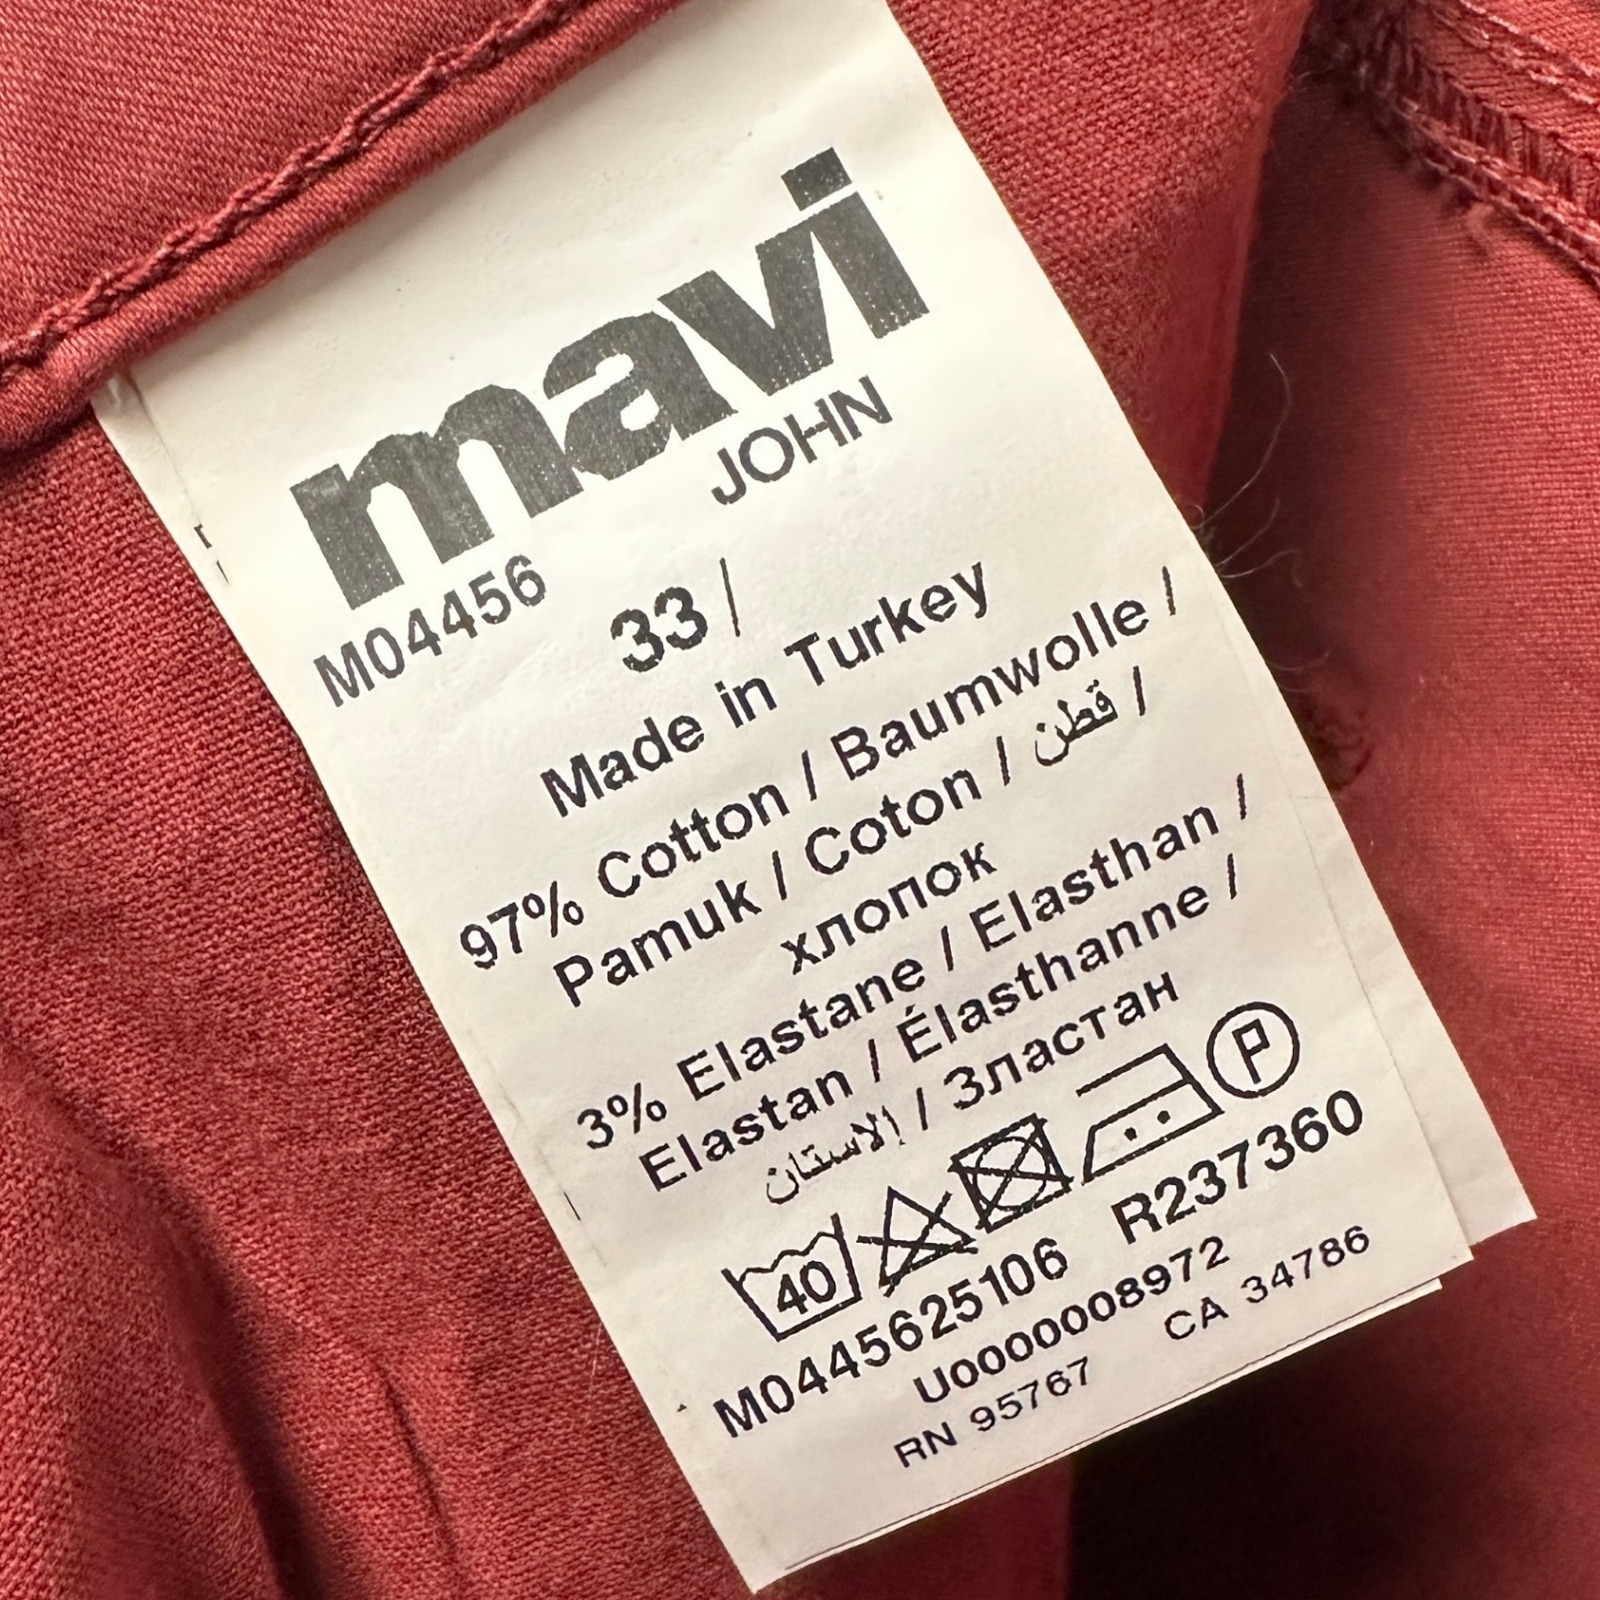 mavi
JOHN
M04456
33 /
Made in Turkey
97% Cotton / Baumwolle /
Pamuk / Coton / قطن /
хлопок
3% Elastane / Elasthan /
Elastan / Élasthanne /
الاستان / Зластан
40 P
M0445625106 R237360
U0000008972
RN 95767 CA 34786